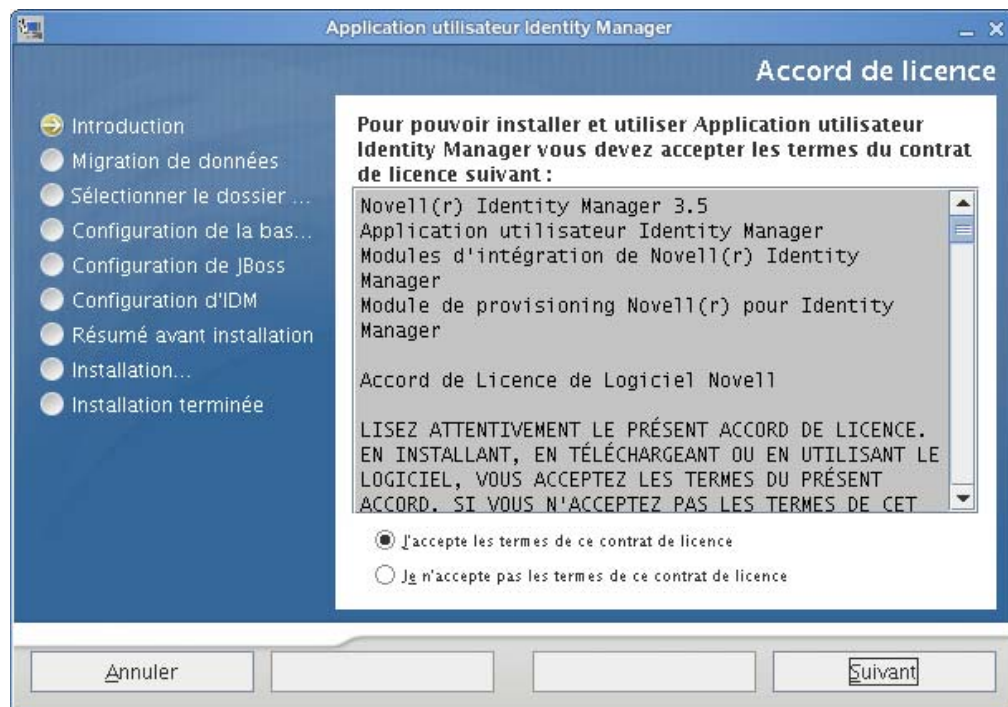 Application utilisateur Identity Manager
Accord de licence
Introduction
Migration de données
Sélectionner le dossier ...
Configuration de la bas...
Configuration de JBoss
Configuration d'IDM
Résumé avant installation
Installation...
Installation terminée
Pour pouvoir installer et utiliser Application utilisateur
Identity Manager vous devez accepter les termes du contrat
de licence suivant :
Novell(r) Identity Manager 3.5
Application utilisateur Identity Manager
Modules d'intégration de Novell(r) Identity
Manager
Module de provisioning Novell(r) pour Identity
Manager
Accord de Licence de Logiciel Novell
LISEZ ATTENTIVEMENT LE PRÉSENT ACCORD DE LICENCE.
EN INSTALLANT, EN TÉLÉCHARGEANT OU EN UTILISANT LE
LOGICIEL, VOUS ACCEPTEZ LES TERMES DU PRÉSENT
ACCORD. SI VOUS N'ACCEPTEZ PAS LES TERMES DE CET
J'accepte les termes de ce contrat de licence
Je n'accepte pas les termes de ce contrat de licence
Annuler
Suivant